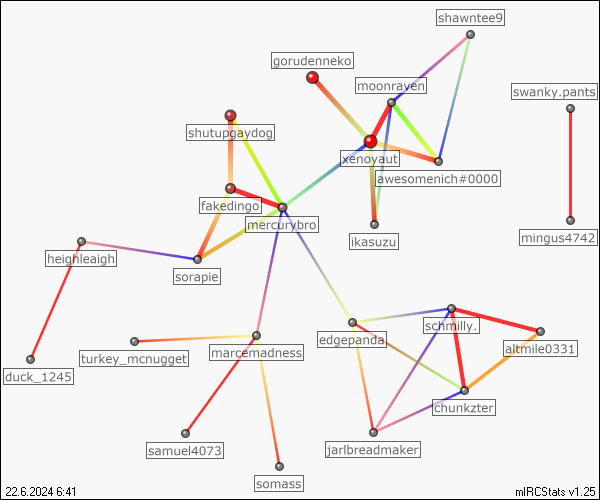 shawntee9
gorudenneko
moonraven
swanky.pants
shutupgaydog
xenoyaut
awesomenich#0000
fakedingo
mercurybro
ikasuzu
mingus4742
heighleaigh
sorapie
schmilly.
edgepanda
altmile0331
turkey_mcnugget
marcemadness
duck_1245
chunkzter
samuel4073
jarlbreadmaker
somass
22.6.2024 6:41
mIRCStats v1.25